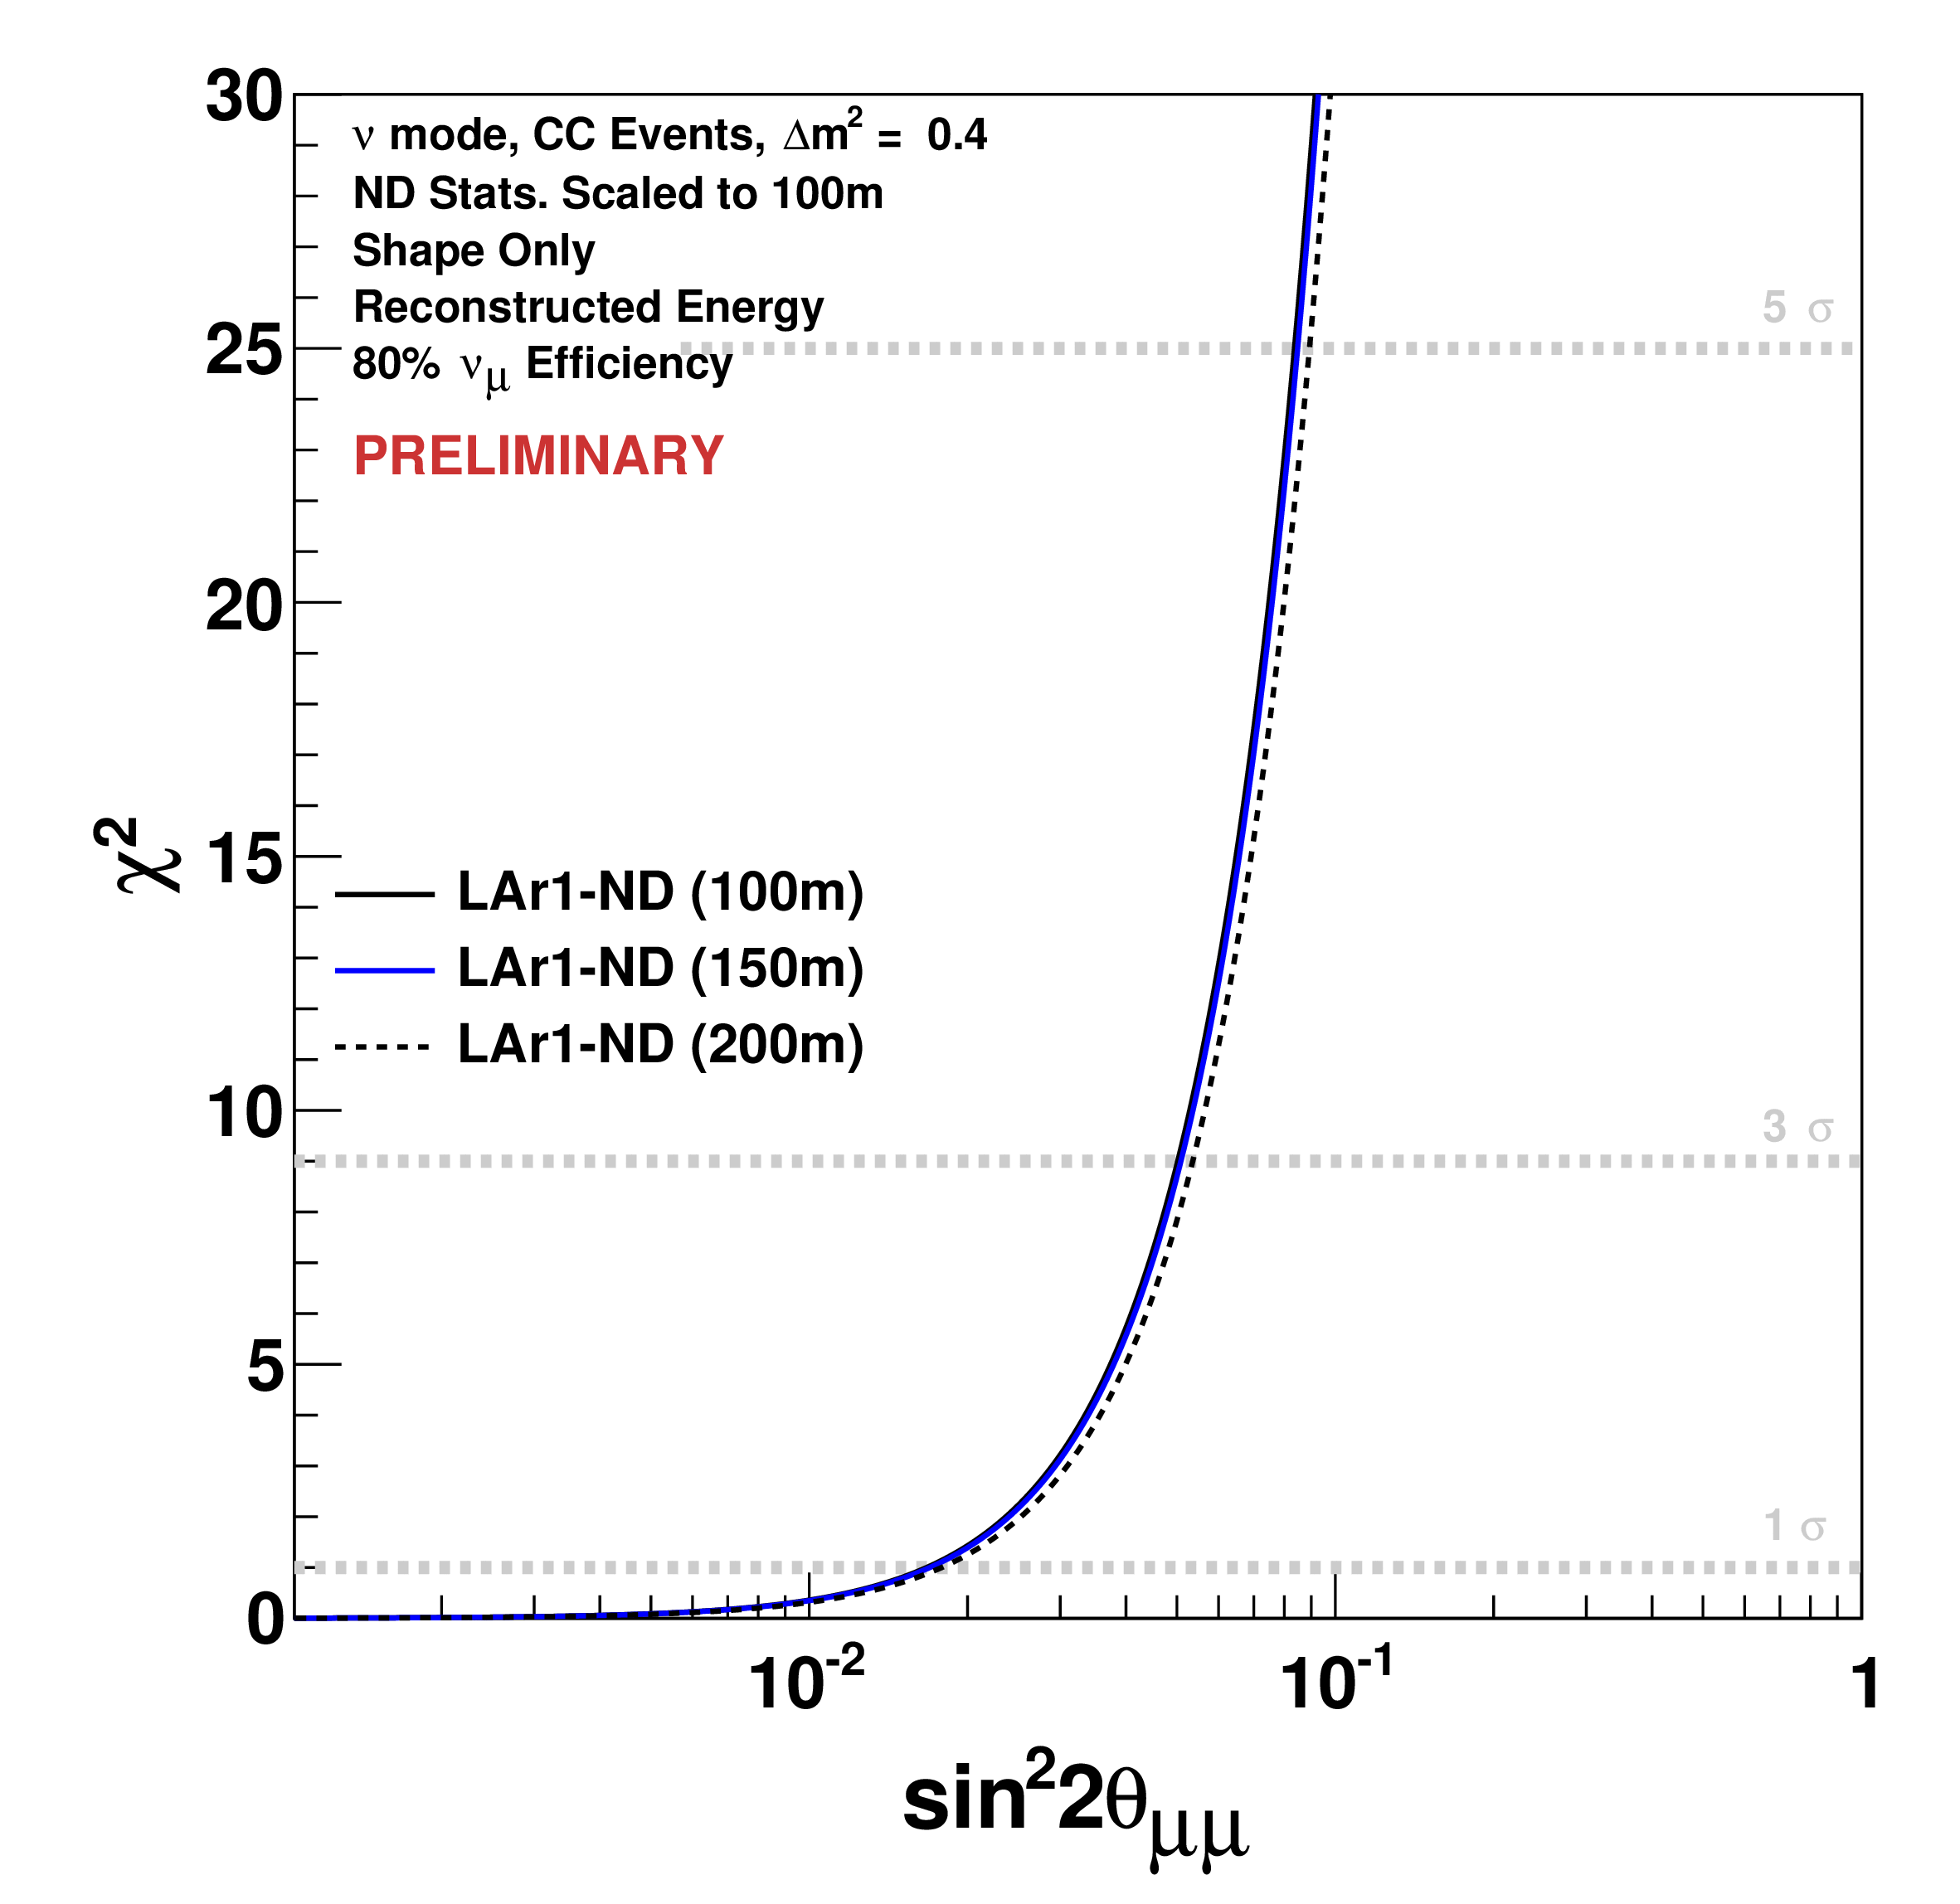 30
ν mode, CC Events, Δm² = 0.4
ND Stats. Scaled to 100m
Shape Only
Reconstructed Energy
80% νμ Efficiency
PRELIMINARY
5 σ
25
20
15
χ²
LAr1-ND (100m)
LAr1-ND (150m)
LAr1-ND (200m)
10
3 σ
5
1 σ
0
10⁻²
10⁻¹
1
sin²2θμμ